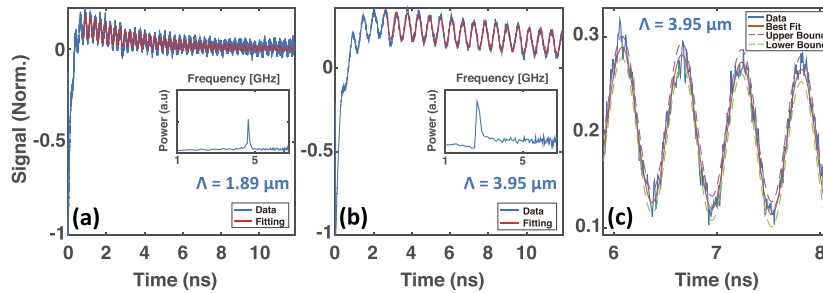 0
-0.5
-1
Signal (Norm.)
Frequency [GHz]
Power (a.u)
1
5
Λ = 1.89 μm
(a)
Data
Fitting
0 2 4 6 8 10
Time (ns)
0
-0.5
-1
Frequency [GHz]
Power (a.u)
1
5
Λ = 3.95 μm
(b)
Data
Fitting
0 2 4 6 8 10
Time (ns)
0.3
0.2
0.1
Λ = 3.95 μm
Data
Best Fit
Upper Bound
Lower Bound
(c)
6 7 8
Time (ns)